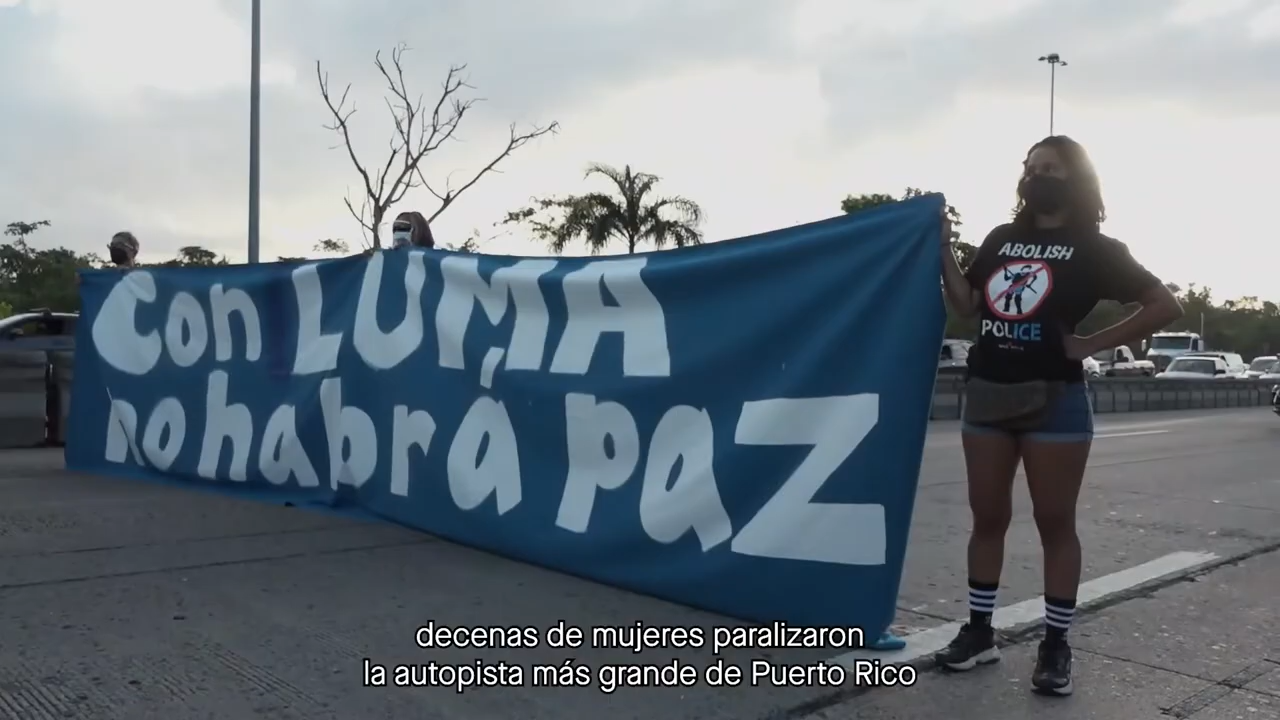 Con LUMA
no habrá paz
ABOLISH
POLICE
decenas de mujeres paralizaron
la autopista más grande de Puerto Rico